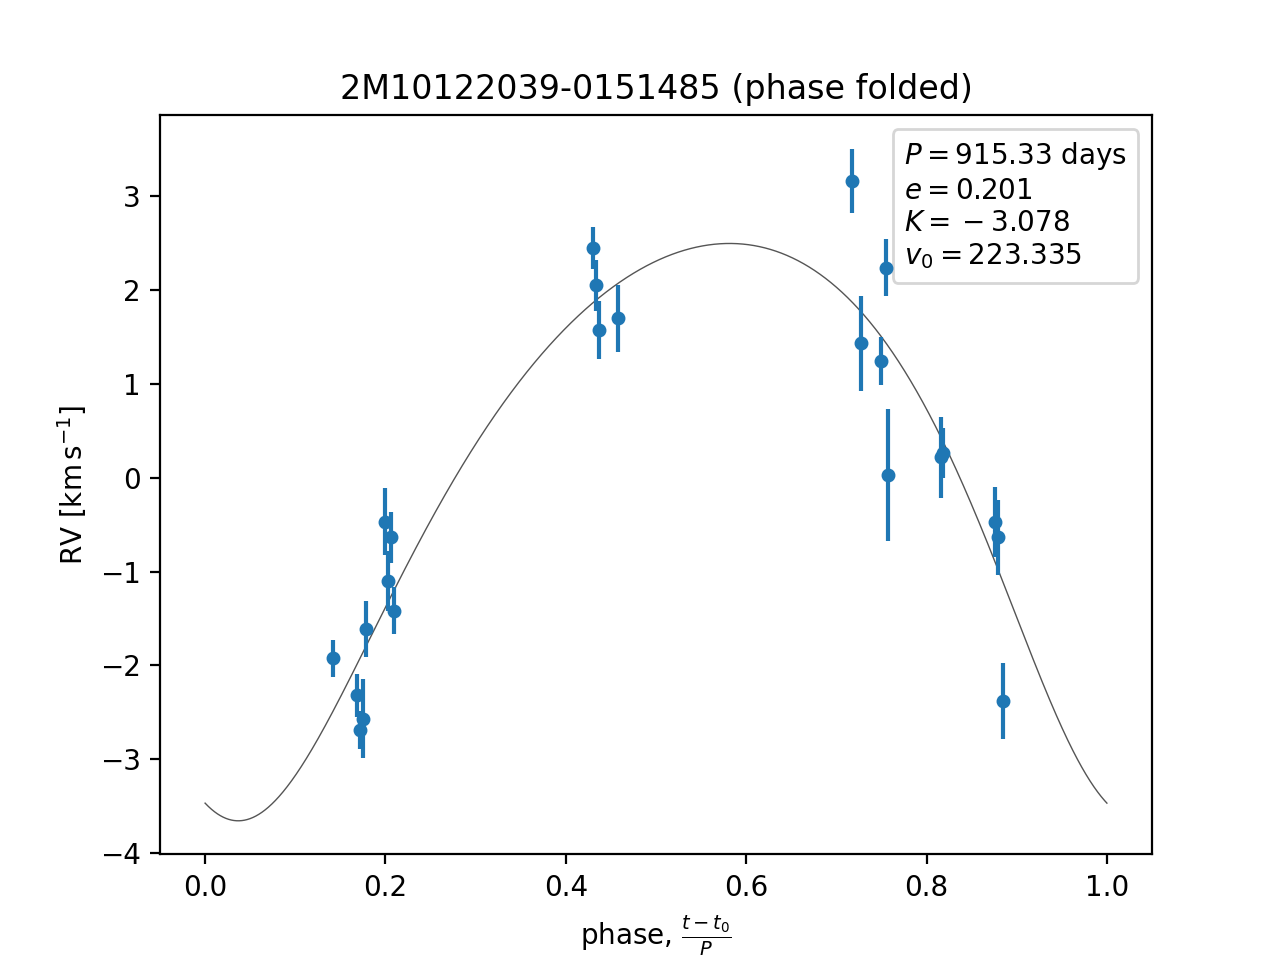 2M10122039-0151485 (phase folded)
P = 915.33 days
e = 0.201
K = −3.078
v₀ = 223.335
RV [km s⁻¹]
3
2
1
0
−1
−2
−3
−4
0.0 0.2 0.4 0.6 0.8 1.0
phase, (t − t₀)/P